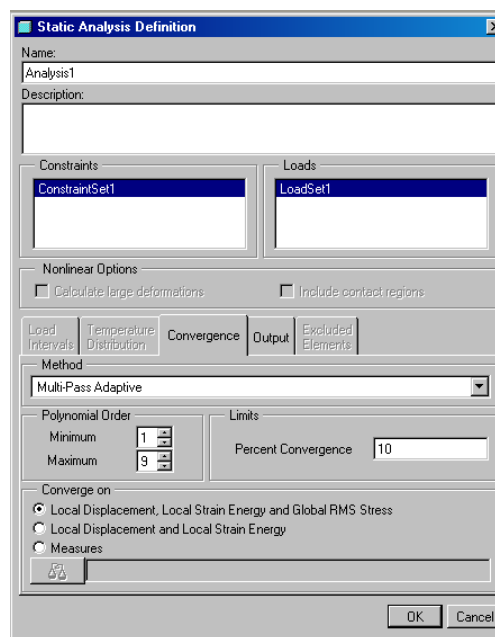 Static Analysis Definition
Name:
Analysis1
Description:
Constraints
Loads
ConstraintSet1
LoadSet1
Nonlinear Options
Calculate large deformations
Include contact regions
Load Intervals
Temperature Distribution
Convergence
Output
Excluded Elements
Method
Multi-Pass Adaptive
Polynomial Order
Limits
Minimum
1
Maximum
9
Percent Convergence
10
Converge on
Local Displacement, Local Strain Energy and Global RMS Stress
Local Displacement and Local Strain Energy
Measures
OK
Cancel